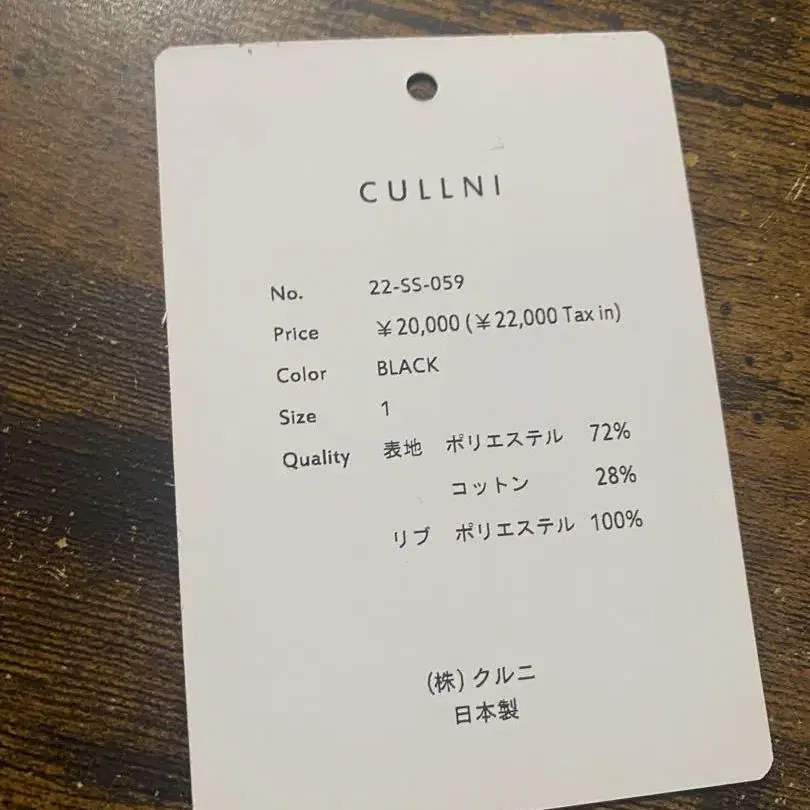 CULLNI
No. 22-SS-059
Price ¥20,000 (¥22,000 Tax in)
Color BLACK
Size 1
Quality 表地 ポリエステル 72%
コットン 28%
リブ ポリエステル 100%
(株) クルニ
日本製